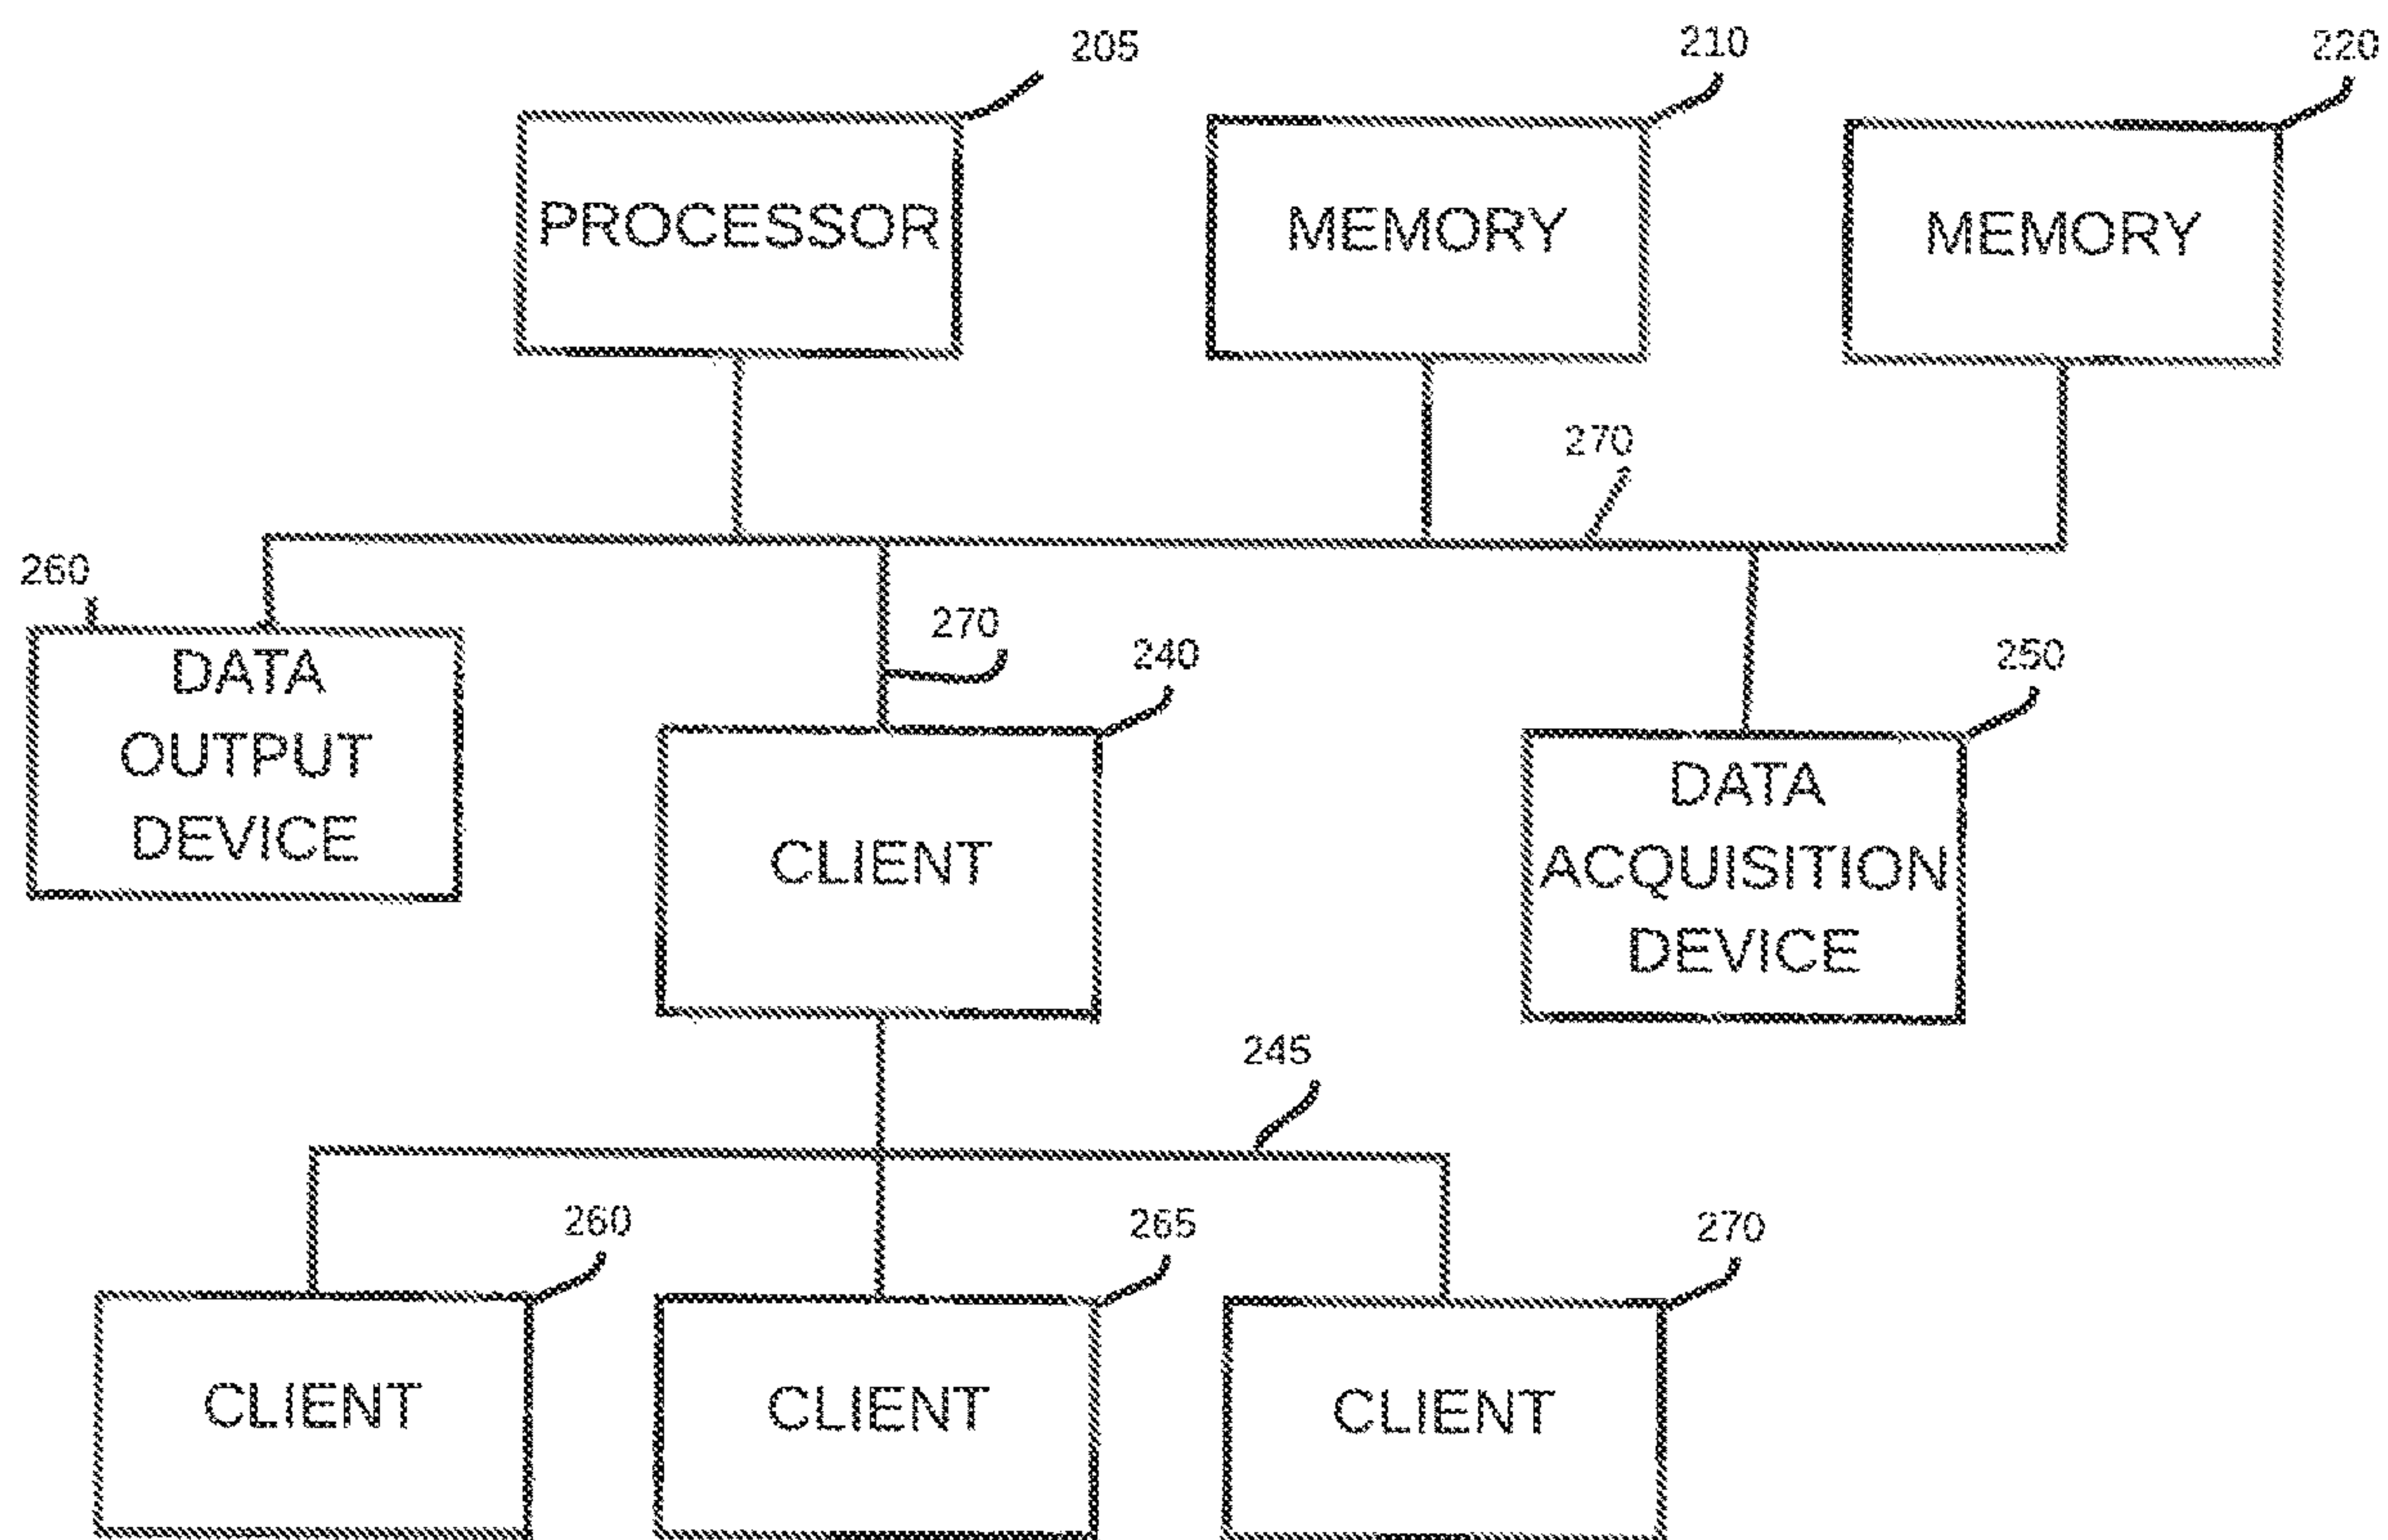 205
210
220
PROCESSOR
MEMORY
MEMORY
270
260
270
240
250
DATA
OUTPUT
DEVICE
CLIENT
DATA
ACQUISITION
DEVICE
245
260
265
270
CLIENT
CLIENT
CLIENT